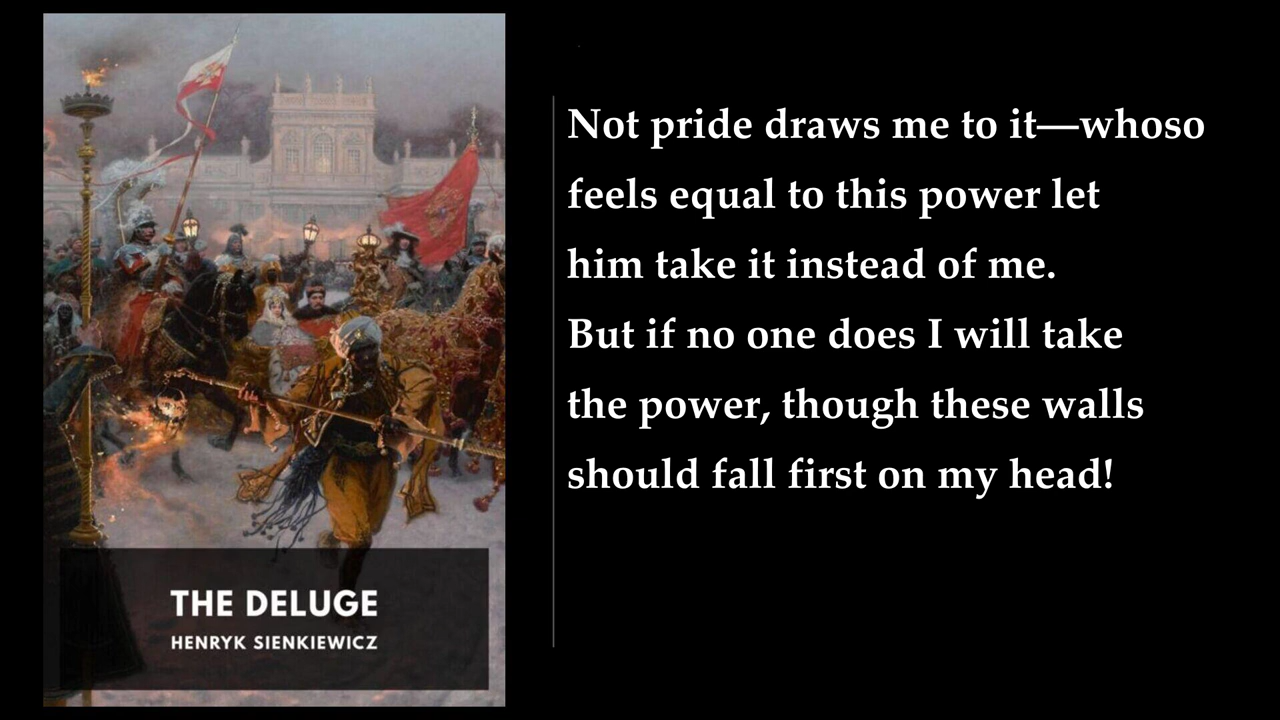 Not pride draws me to it—whoso
feels equal to this power let
him take it instead of me.
But if no one does I will take
the power, though these walls
should fall first on my head!
THE DELUGE
HENRYK SIENKIEWICZ